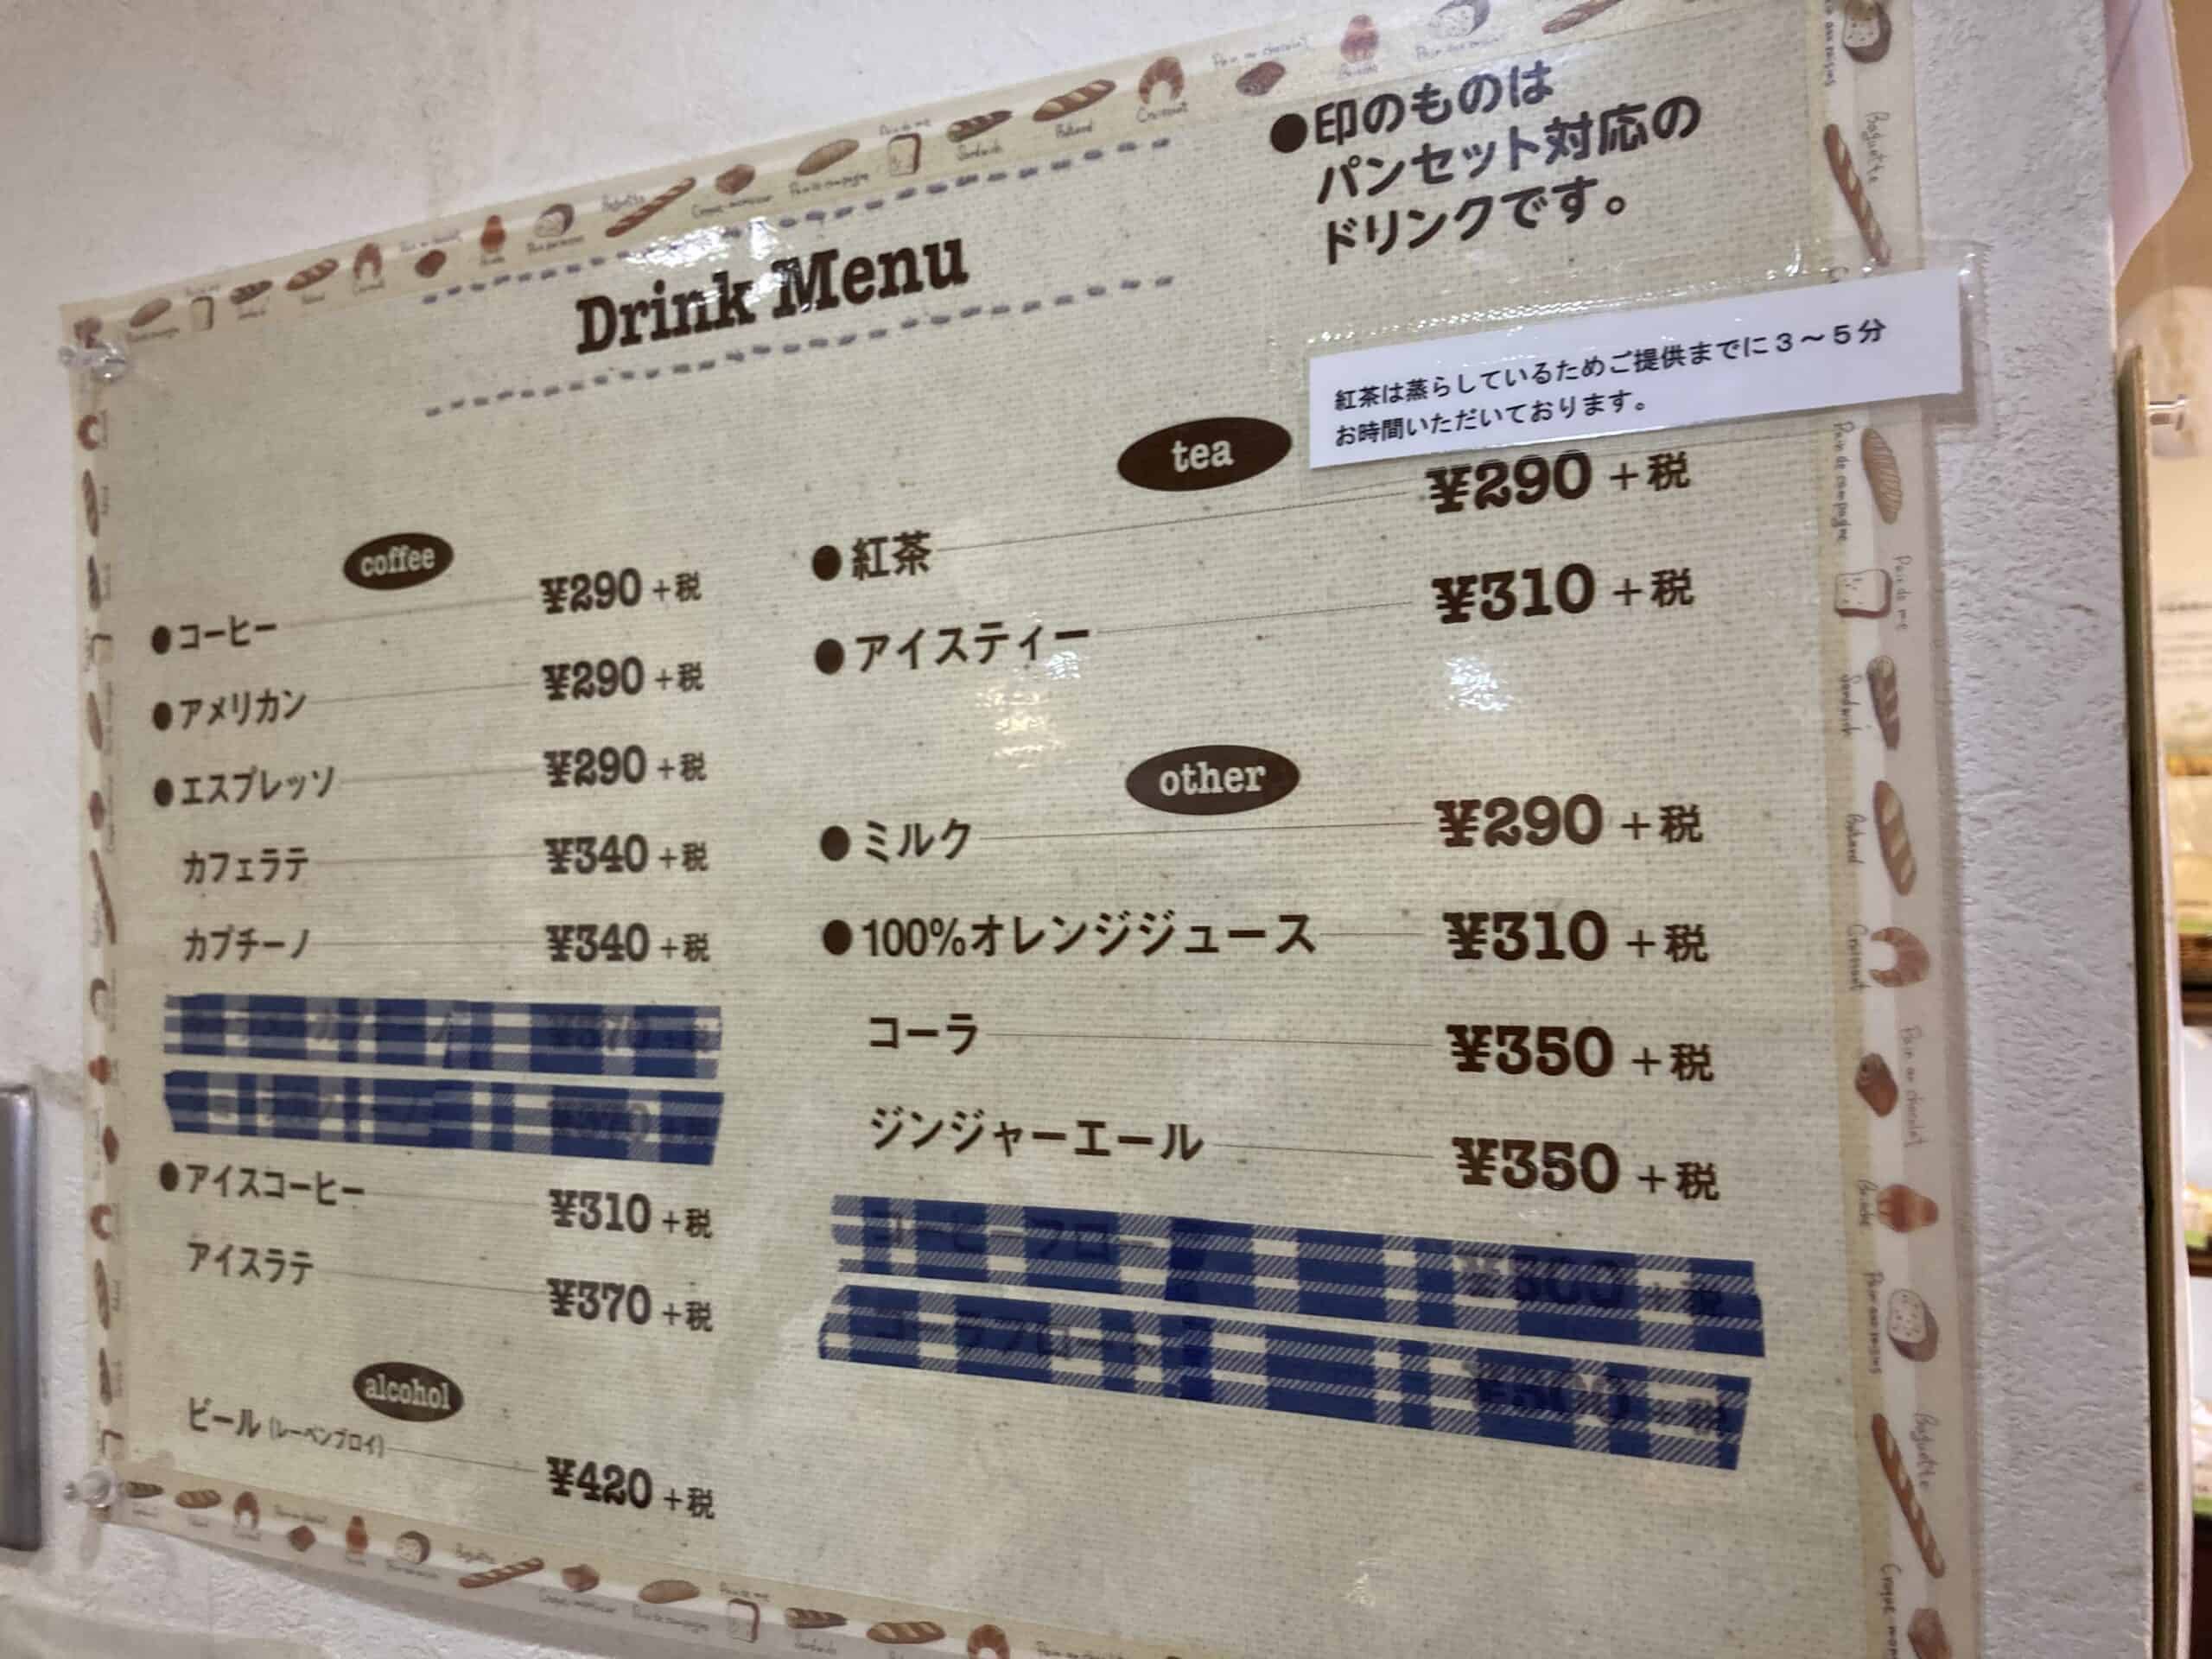 Drink Menu
●印のものは
パンセット対応の
ドリンクです。
紅茶は蒸らしているためご提供までに３～５分
お時間いただいております。
coffee
●コーヒー ¥290＋税
●アメリカン ¥290＋税
●エスプレッソ ¥290＋税
カフェラテ ¥340＋税
カプチーノ ¥340＋税
●アイスコーヒー ¥310＋税
アイスラテ ¥370＋税
alcohol
ビール (レーベンブロイ) ¥420＋税
tea
●紅茶 ¥290＋税
●アイスティー ¥310＋税
other
●ミルク ¥290＋税
●100%オレンジジュース ¥310＋税
コーラ ¥350＋税
ジンジャーエール ¥350＋税